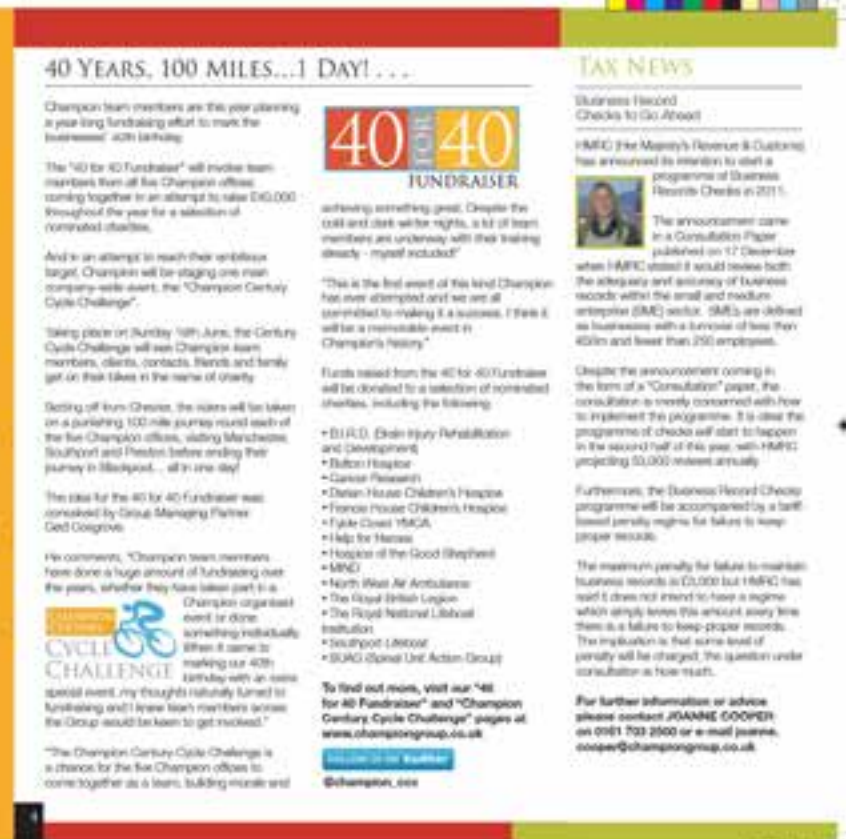 40 YEARS, 100 MILES...1 DAY! . . .
Champion team members are this year planning
a year long fundraising effort to mark the
businesses' 40th birthday.
The "40 for 40 Fundraiser" will involve team
members from all five Champion offices
coming together in an attempt to raise £40,000
throughout the year for a selection of
nominated charities.
And in an attempt to reach their ambitious
target, Champion will be staging one main
company-wide event, the "Champion Century
Cycle Challenge".
Taking place on Sunday June, the Century
Cycle Challenge will see Champion team
members, clients, contacts, friends and family
get on their bikes in the name of charity.
Setting off from Chester, the riders will be taken
on a punishing 100 mile journey round each of
the five Champion offices, visiting Manchester,
Southport and Preston before ending their
journey in Blackpool... all in one day!
The idea for the 40 for 40 Fundraiser was
conceived by Group Managing Partner
Ged Cosgrove.
He comments, "Champion team members
have done a huge amount of fundraising over
the years, whether they have taken part in a
Champion organised
event or done
something individually.
When it came to
marking our 40th
birthday with an extra
CHAMPION
CENTURY
CYCLE
CHALLENGE
special event, my thoughts naturally turned to
fundraising and I knew team members across
the Group would be keen to get involved."
"The Champion Century Cycle Challenge is
a chance for the five Champion offices to
come together as a team, building morale and
40 FOR 40
FUNDRAISER
achieving something great. Despite the
cold and dark winter nights, a lot of team
members are underway with their training
already - myself included!"
"This is the first event of this kind Champion
has ever attempted and we are all
committed to making it a success. I think it
will be a memorable event in
Champion's history."
Funds raised from the 40 for 40 Fundraiser
will be donated to a selection of nominated
charities, including the following:
• B.I.R.D. (Brain Injury Rehabilitation
and Development)
• Bolton Hospice
• Cancer Research
• Derian House Children's Hospice
• Francis House Children's Hospice
• Fylde Coast YMCA
• Help for Heroes
• Hospice of the Good Shepherd
• MIND
• North West Air Ambulance
• The Royal British Legion
• The Royal National Lifeboat
Institution
• Southport Lifeboat
• SUAG (Spinal Unit Action Group)
To find out more, visit our "40
for 40 Fundraiser" and "Champion
Century Cycle Challenge" pages at
www.championgroup.co.uk
FOLLOW US ON twitter
@champion_ccc
TAX NEWS
Business Record
Checks to Go Ahead
HMRC (Her Majesty's Revenue & Customs)
has announced its intention to start a
programme of Business
Records Checks in 2011.
The announcement came
in a Consultation Paper
published on 17 December
when HMRC stated it would review both
the adequacy and accuracy of business
records within the small and medium
enterprise (SME) sector. SMEs are defined
as businesses with a turnover of less than
and fewer than 250 employees.
Despite the announcement coming in
the form of a "Consultation" paper, the
consultation is merely concerned with how
to implement the programme. It is clear the
programme of checks will start to happen
in the second half of this year, with HMRC
projecting 50,000 reviews annually.
Furthermore, the Business Record Checks
programme will be accompanied by a tariff
based penalty regime for failure to keep
proper records.
The maximum penalty for failure to maintain
business records is £3,000 but HMRC has
said it does not intend to have a regime
which simply levies this amount every time
there is a failure to keep proper records.
The implication is that some level of
penalty will be charged, the question under
consultation is how much.
For further information or advice
please contact JOANNE COOPER
on 0161 703 2500 or e-mail joanne.
cooper@championgroup.co.uk